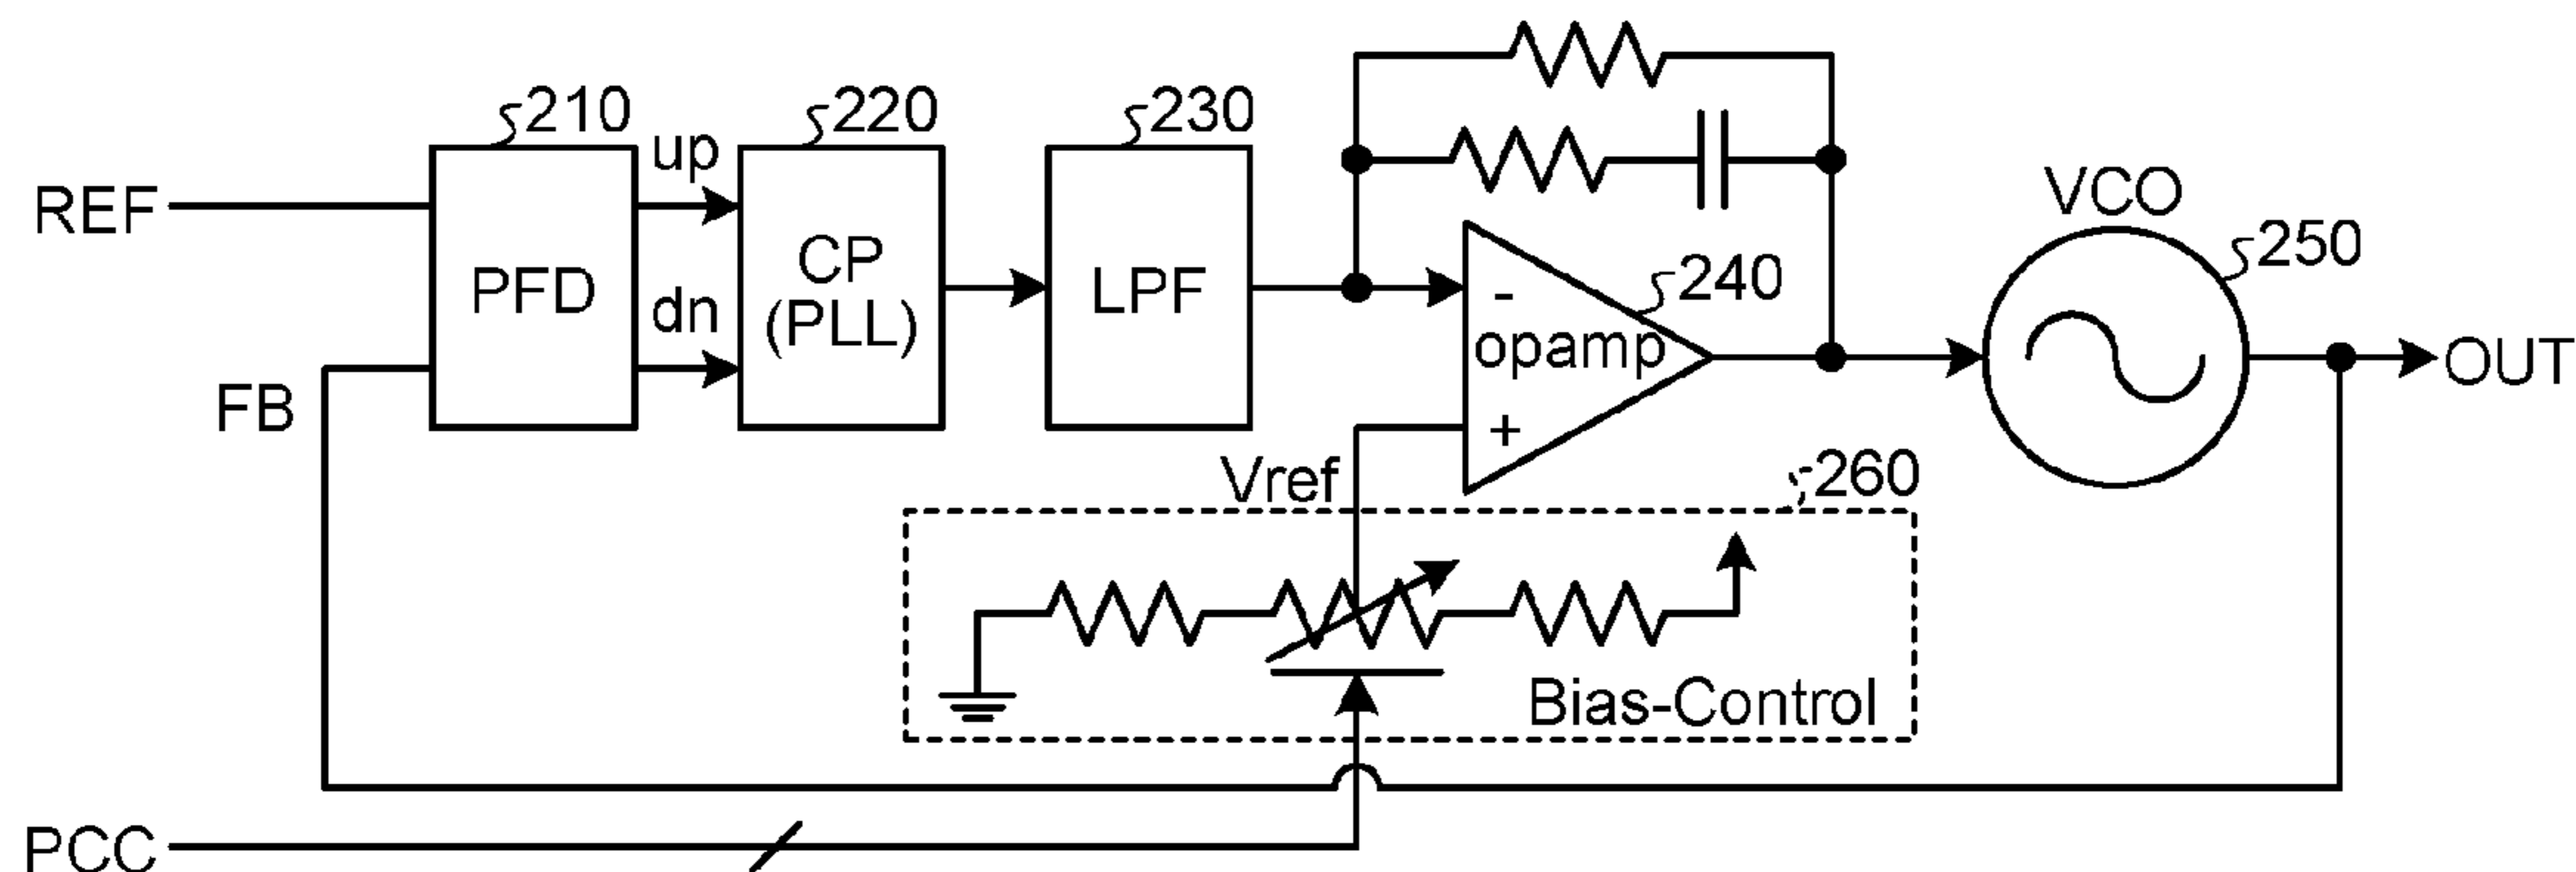 210
220
230
up
REF
PFD
CP
(PLL)
LPF
dn
FB
-
opamp
+
240
VCO
250
OUT
Vref
260
Bias-Control
PCC